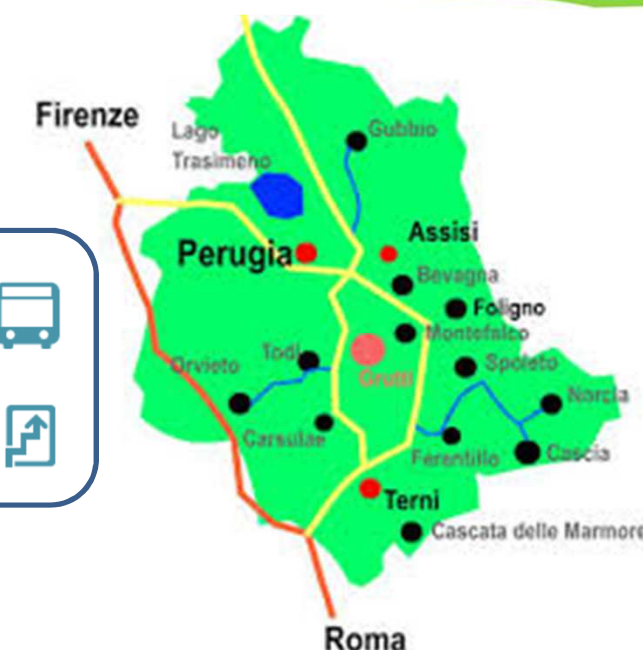 Firenze
Lago
Trasimeno
Gubbio
Perugia
Assisi
Bevagna
Foligno
Montefalco
Todi
Grutti
Orvieto
Spoleto
Norcia
Carsulae
Ferentillo
Cascia
Terni
Cascata delle Marmore
Roma